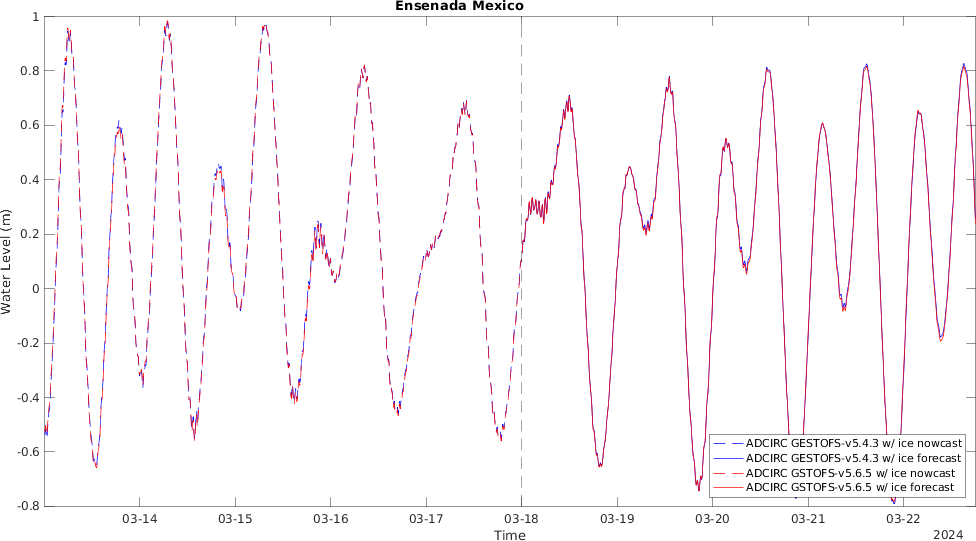 Ensenada Mexico
Water Level (m)
1
0.8
0.6
0.4
0.2
0
-0.2
-0.4
-0.6
-0.8
ADCIRC GESTOFS-v5.4.3 w/ ice nowcast
ADCIRC GESTOFS-v5.4.3 w/ ice forecast
ADCIRC GSTOFS-v5.6.5 w/ ice nowcast
ADCIRC GSTOFS-v5.6.5 w/ ice forecast
03-14 03-15 03-16 03-17 03-18 03-19 03-20 03-21 03-22
Time
2024